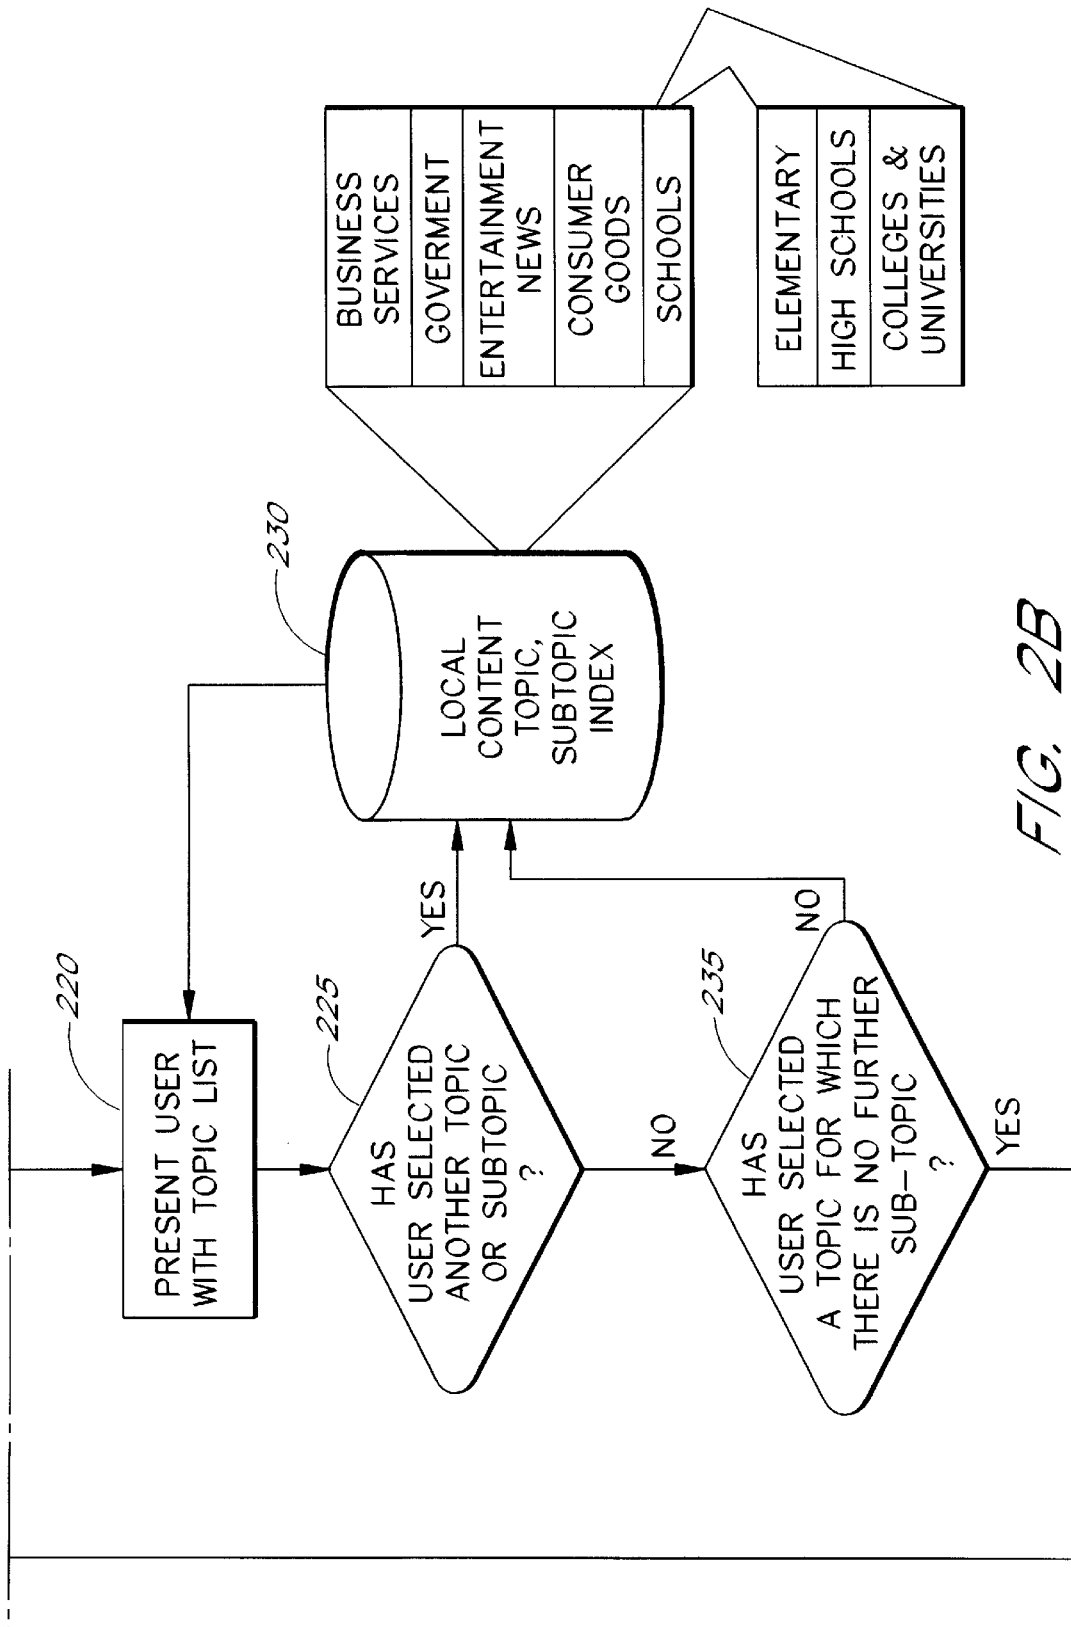 220
PRESENT USER
WITH TOPIC LIST
225
HAS
USER SELECTED
ANOTHER TOPIC
OR SUBTOPIC
?
YES
NO
235
HAS
USER SELECTED
A TOPIC FOR WHICH
THERE IS NO FURTHER
SUB-TOPIC
?
NO
YES
230
LOCAL
CONTENT
TOPIC,
SUBTOPIC
INDEX
BUSINESS
SERVICES
GOVERMENT
ENTERTAINMENT
NEWS
CONSUMER
GOODS
SCHOOLS
ELEMENTARY
HIGH SCHOOLS
COLLEGES &
UNIVERSITIES
FIG. 2B